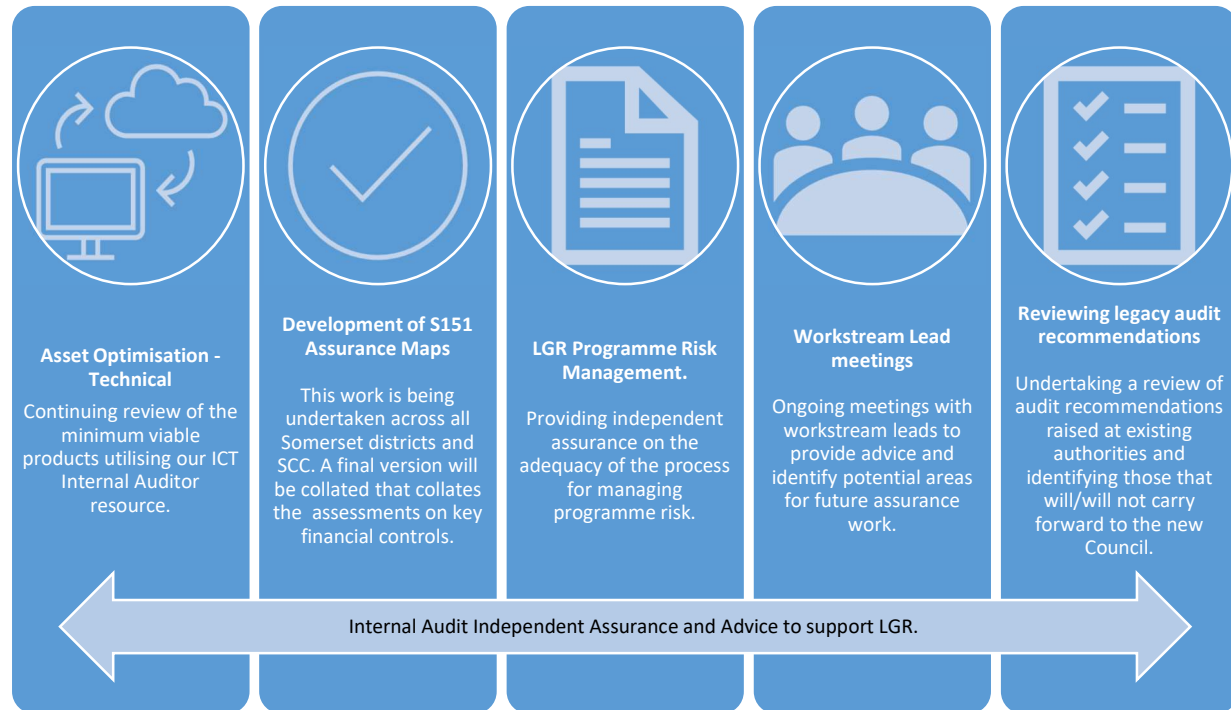 Asset Optimisation -
Technical
Continuing review of the
minimum viable
products utilising our ICT
Internal Auditor
resource.
Development of S151
Assurance Maps
This work is being
undertaken across all
Somerset districts and
SCC. A final version will
be collated that collates
the assessments on key
financial controls.
LGR Programme Risk
Management.
Providing independent
assurance on the
adequacy of the process
for managing
programme risk.
Workstream Lead
meetings
Ongoing meetings with
workstream leads to
provide advice and
identify potential areas
for future assurance
work.
Reviewing legacy audit
recommendations
Undertaking a review of
audit recommendations
raised at existing
authorities and
identifying those that
will/will not carry
forward to the new
Council.
Internal Audit Independent Assurance and Advice to support LGR.